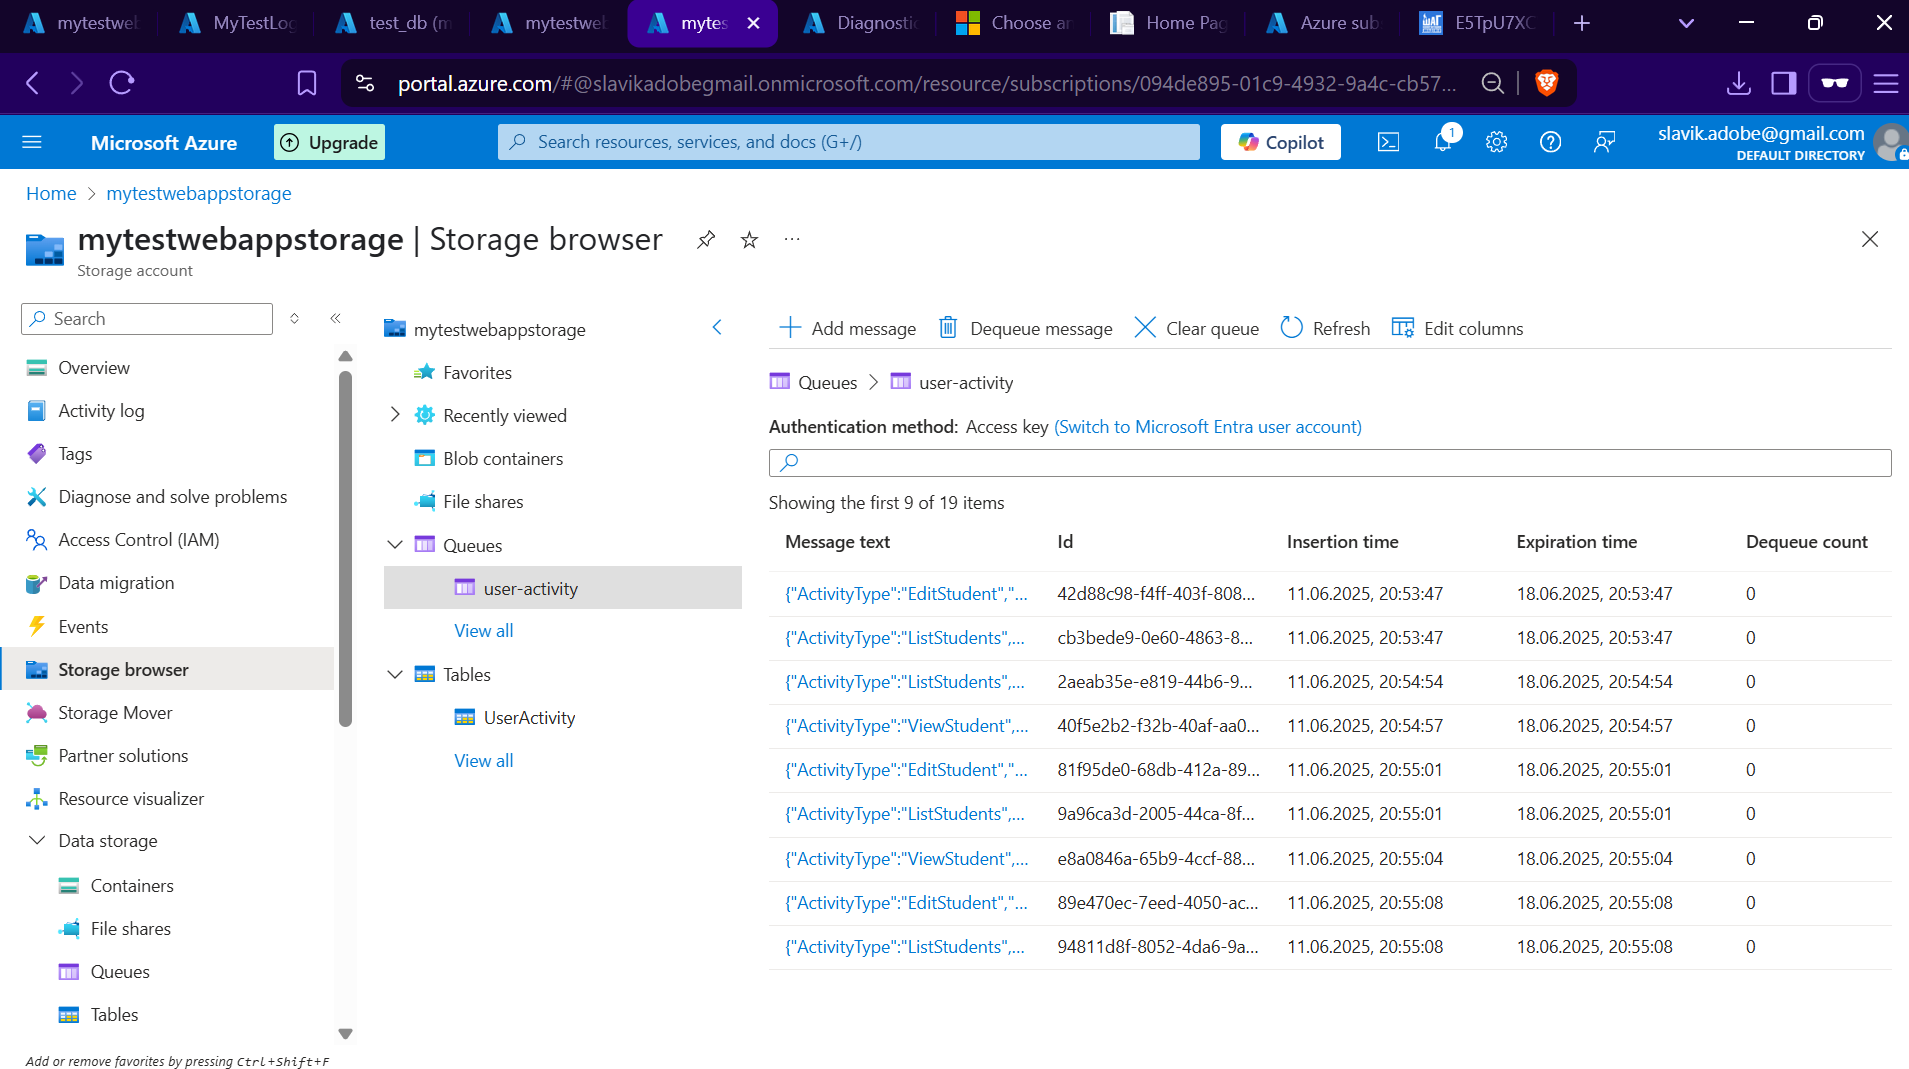 mytestweb
MyTestLog
test_db (m
mytestweb
mytes
Diagnostic
Choose an
Home Pag
Azure sub
E5TpU7XC
portal.azure.com/#@slavikadobegmail.onmicrosoft.com/resource/subscriptions/094de895-01c9-4932-9a4c-cb57...
Microsoft Azure
Upgrade
Search resources, services, and docs (G+/)
Copilot
1
slavik.adobe@gmail.com
DEFAULT DIRECTORY
Home > mytestwebappstorage
mytestwebappstorage | Storage browser
Storage account
Search
Overview
Activity log
Tags
Diagnose and solve problems
Access Control (IAM)
Data migration
Events
Storage browser
Storage Mover
Partner solutions
Resource visualizer
Data storage
Containers
File shares
Queues
Tables
Add or remove favorites by pressing Ctrl+Shift+F
mytestwebappstorage
Favorites
Recently viewed
Blob containers
File shares
Queues
user-activity
View all
Tables
UserActivity
View all
Add message Dequeue message Clear queue Refresh Edit columns
Queues > user-activity
Authentication method: Access key (Switch to Microsoft Entra user account)
Showing the first 9 of 19 items
Message text Id Insertion time Expiration time Dequeue count
{"ActivityType":"EditStudent","... 42d88c98-f4ff-403f-808... 11.06.2025, 20:53:47 18.06.2025, 20:53:47 0
{"ActivityType":"ListStudents",... cb3bede9-0e60-4863-8... 11.06.2025, 20:53:47 18.06.2025, 20:53:47 0
{"ActivityType":"ListStudents",... 2aeab35e-e819-44b6-9... 11.06.2025, 20:54:54 18.06.2025, 20:54:54 0
{"ActivityType":"ViewStudent",... 40f5e2b2-f32b-40af-aa0... 11.06.2025, 20:54:57 18.06.2025, 20:54:57 0
{"ActivityType":"EditStudent","... 81f95de0-68db-412a-89... 11.06.2025, 20:55:01 18.06.2025, 20:55:01 0
{"ActivityType":"ListStudents",... 9a96ca3d-2005-44ca-8f... 11.06.2025, 20:55:01 18.06.2025, 20:55:01 0
{"ActivityType":"ViewStudent",... e8a0846a-65b9-4ccf-88... 11.06.2025, 20:55:04 18.06.2025, 20:55:04 0
{"ActivityType":"EditStudent","... 89e470ec-7eed-4050-ac... 11.06.2025, 20:55:08 18.06.2025, 20:55:08 0
{"ActivityType":"ListStudents",... 94811d8f-8052-4da6-9a... 11.06.2025, 20:55:08 18.06.2025, 20:55:08 0